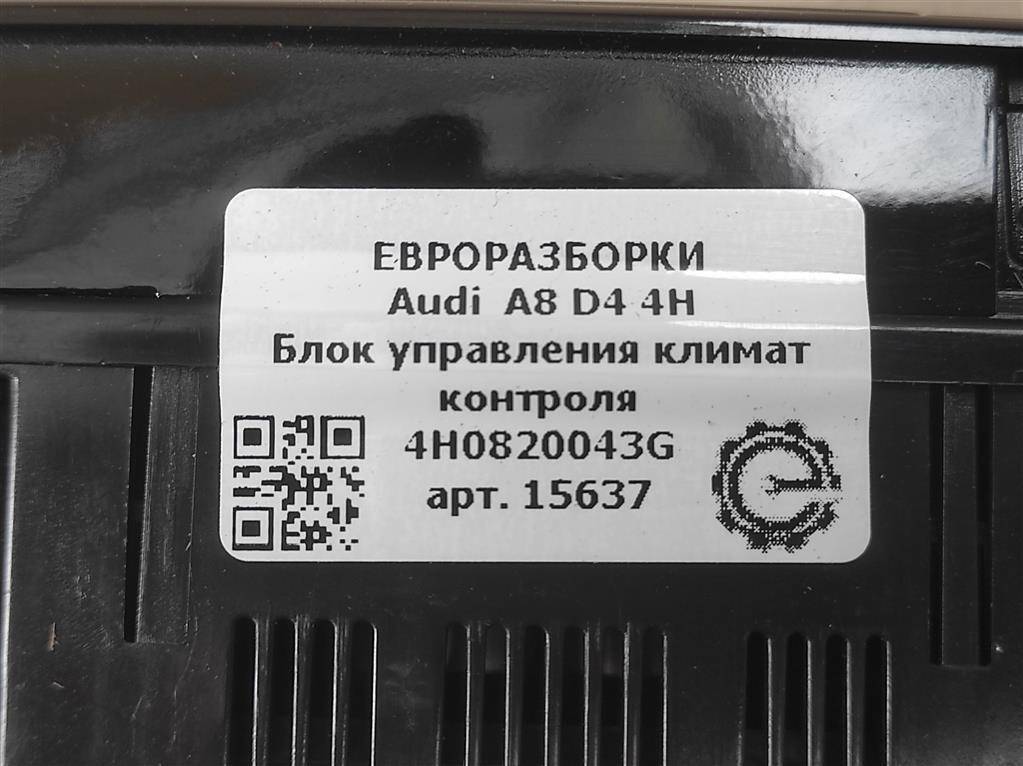 ЕВРОРАЗБОРКИ
Audi A8 D4 4H
Блок управления климат
контроля
4H0820043G
арт. 15637